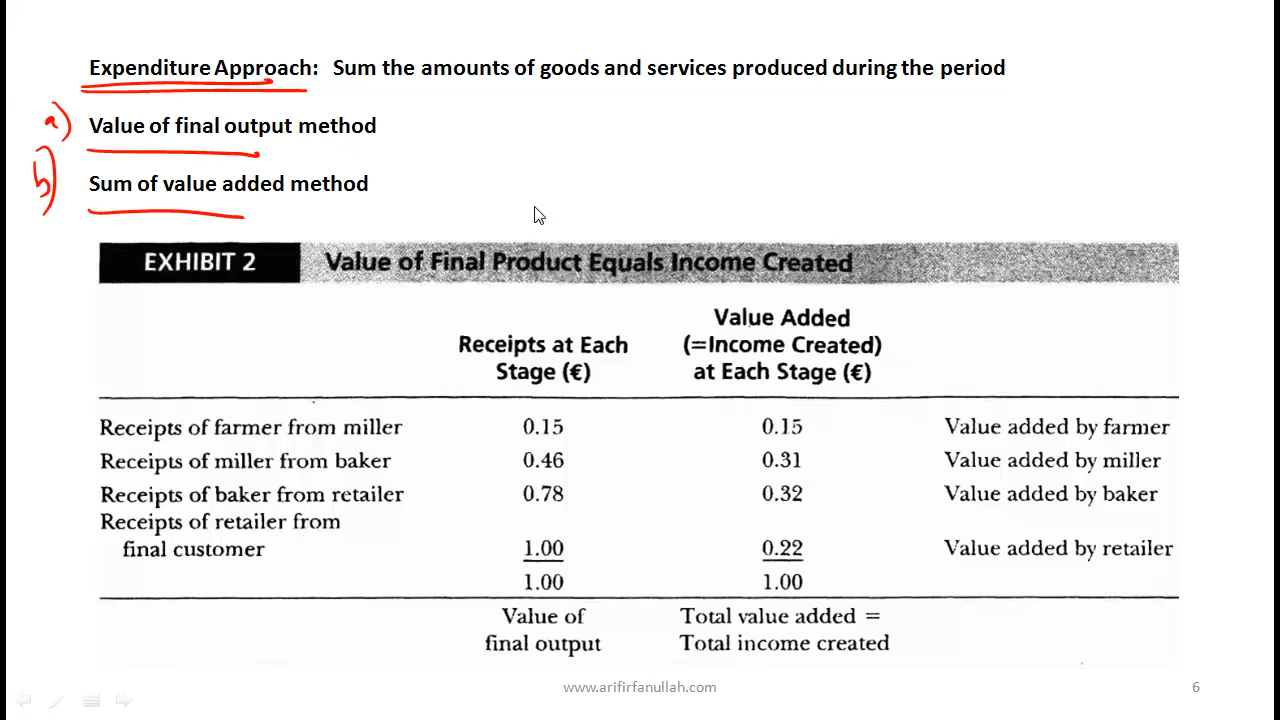 Expenditure Approach: Sum the amounts of goods and services produced during the period
a) Value of final output method
b) Sum of value added method
EXHIBIT 2 Value of Final Product Equals Income Created
Receipts at Each Stage (€) Value Added (=Income Created) at Each Stage (€)
Receipts of farmer from miller 0.15 0.15 Value added by farmer
Receipts of miller from baker 0.46 0.31 Value added by miller
Receipts of baker from retailer 0.78 0.32 Value added by baker
Receipts of retailer from
final customer 1.00 0.22 Value added by retailer
1.00 1.00
Value of final output Total value added = Total income created
www.arifirfanullah.com 6